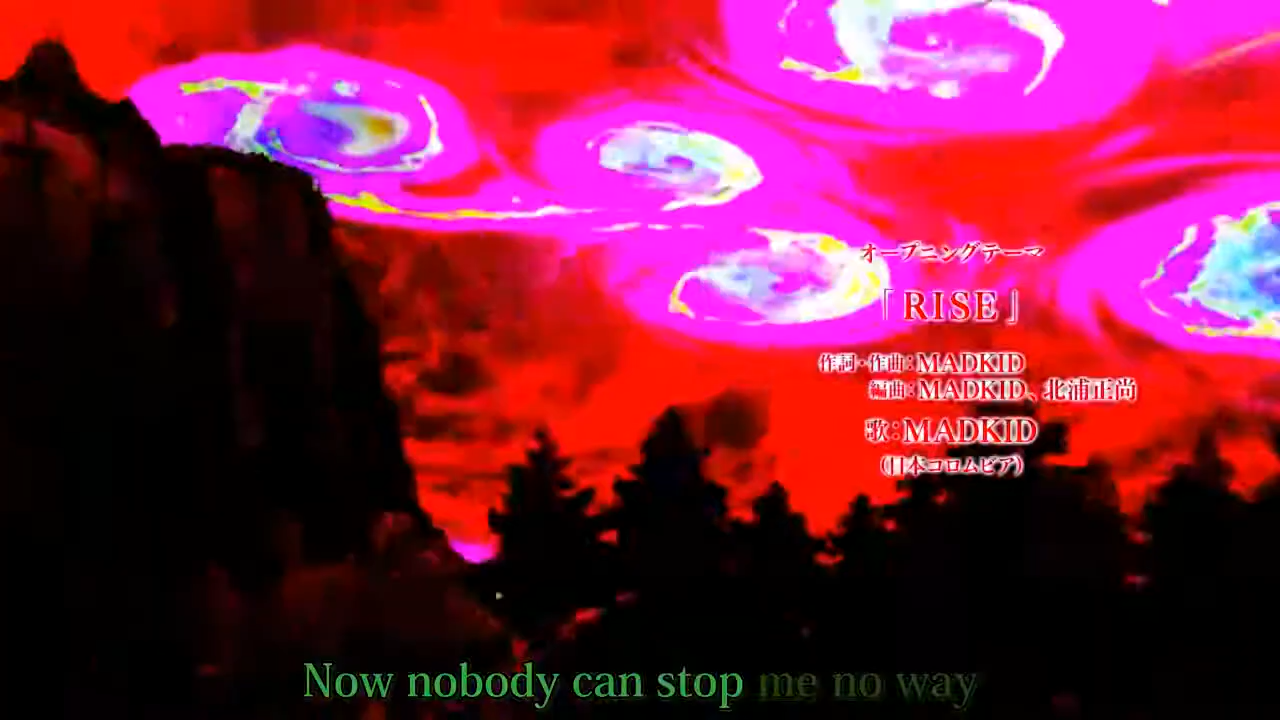 オープニングテーマ
「RISE」
作詞・作曲:MADKID
編曲:MADKID、北浦正尚
歌:MADKID
(日本コロムビア)
Now nobody can stop me no way